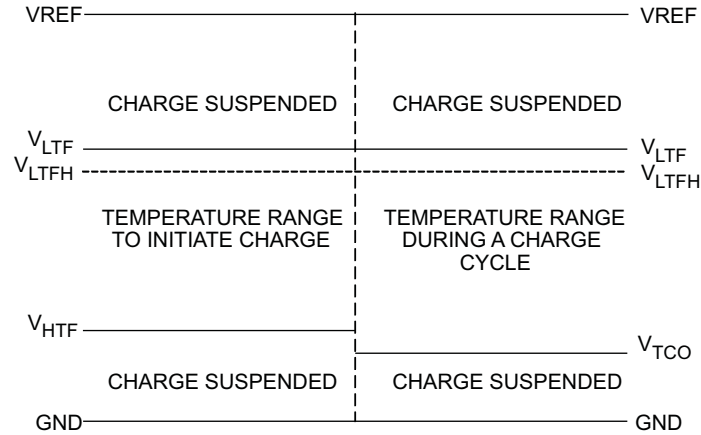 VREF VREF
CHARGE SUSPENDED CHARGE SUSPENDED
VLTF VLTF
VLTFH VLTFH
TEMPERATURE RANGE TEMPERATURE RANGE
TO INITIATE CHARGE DURING A CHARGE
CYCLE
VHTF
VTCO
CHARGE SUSPENDED CHARGE SUSPENDED
GND GND